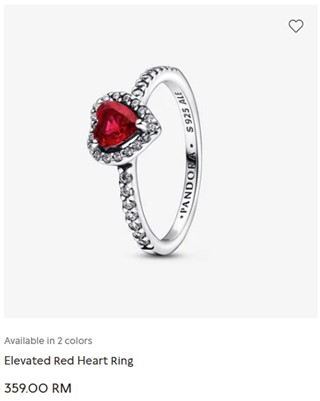 • PANDORA • S 925 ALE
Available in 2 colors
Elevated Red Heart Ring
359.00 RM